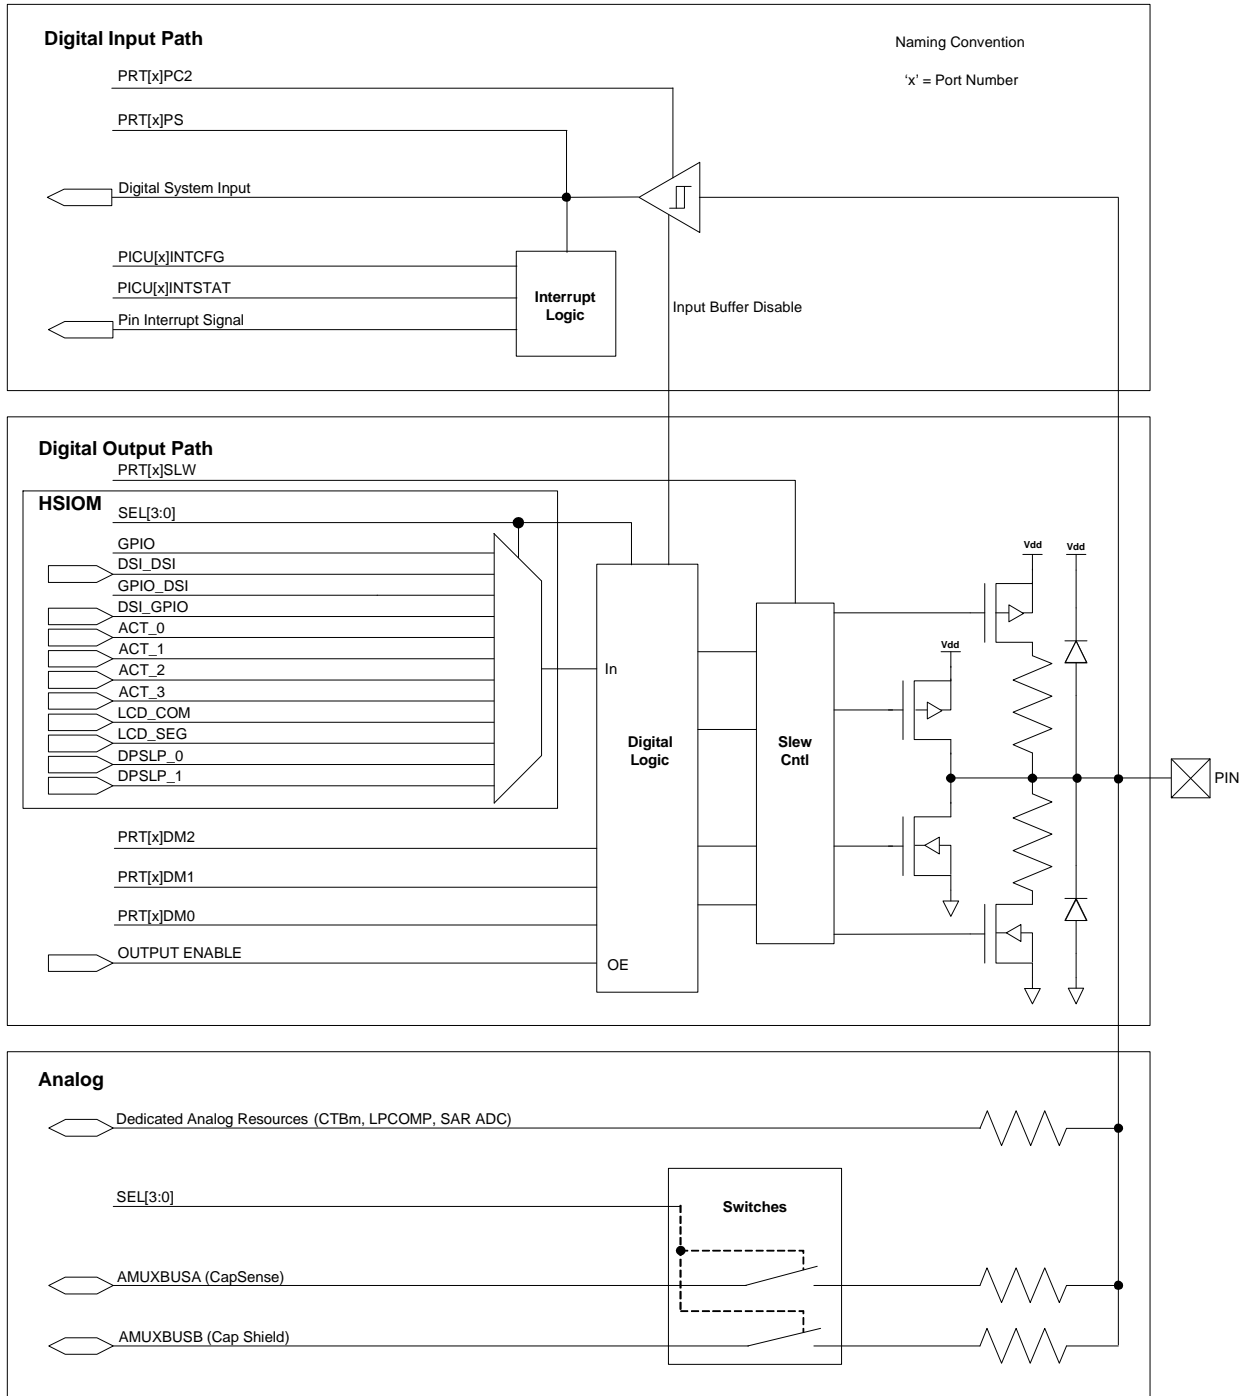 Digital Input Path
Naming Convention
'x' = Port Number
PRT[x]PC2
PRT[x]PS
Digital System Input
PICU[x]INTCFG
PICU[x]INTSTAT
Pin Interrupt Signal
Interrupt
Logic
Input Buffer Disable
Digital Output Path
PRT[x]SLW
HSIOM
SEL[3:0]
GPIO
DSI_DSI
GPIO_DSI
DSI_GPIO
ACT_0
ACT_1
ACT_2
ACT_3
LCD_COM
LCD_SEG
DPSLP_0
DPSLP_1
In
Digital
Logic
OE
Slew
Cntl
Vdd
Vdd
Vdd
PIN
PRT[x]DM2
PRT[x]DM1
PRT[x]DM0
OUTPUT ENABLE
Analog
Dedicated Analog Resources (CTBm, LPCOMP, SAR ADC)
SEL[3:0]
Switches
AMUXBUSA (CapSense)
AMUXBUSB (Cap Shield)